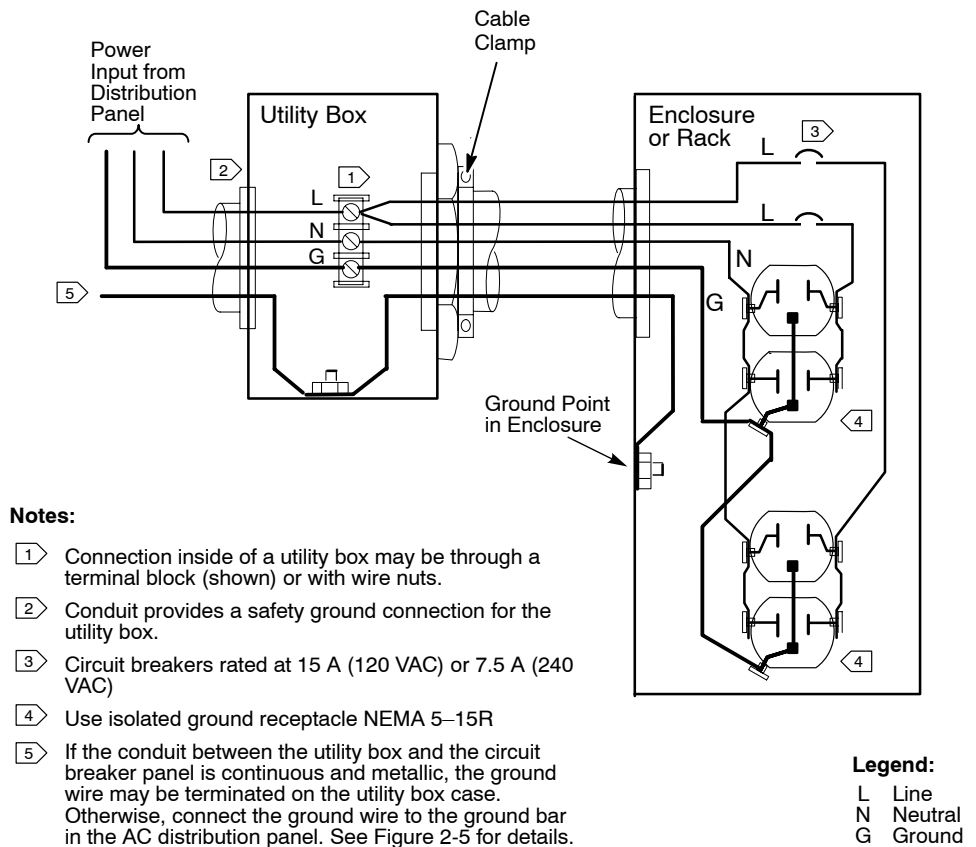 Cable
Clamp
Power
Input from
Distribution
Panel
Utility Box
Enclosure
or Rack
3
L
2
1
L
L
N
N
G
5
G
4
Ground Point
in Enclosure
4
Notes:
1 Connection inside of a utility box may be through a
terminal block (shown) or with wire nuts.
2 Conduit provides a safety ground connection for the
utility box.
3 Circuit breakers rated at 15 A (120 VAC) or 7.5 A (240
VAC)
4 Use isolated ground receptacle NEMA 5–15R
5 If the conduit between the utility box and the circuit
breaker panel is continuous and metallic, the ground
wire may be terminated on the utility box case.
Otherwise, connect the ground wire to the ground bar
in the AC distribution panel. See Figure 2-5 for details.
Legend:
L Line
N Neutral
G Ground